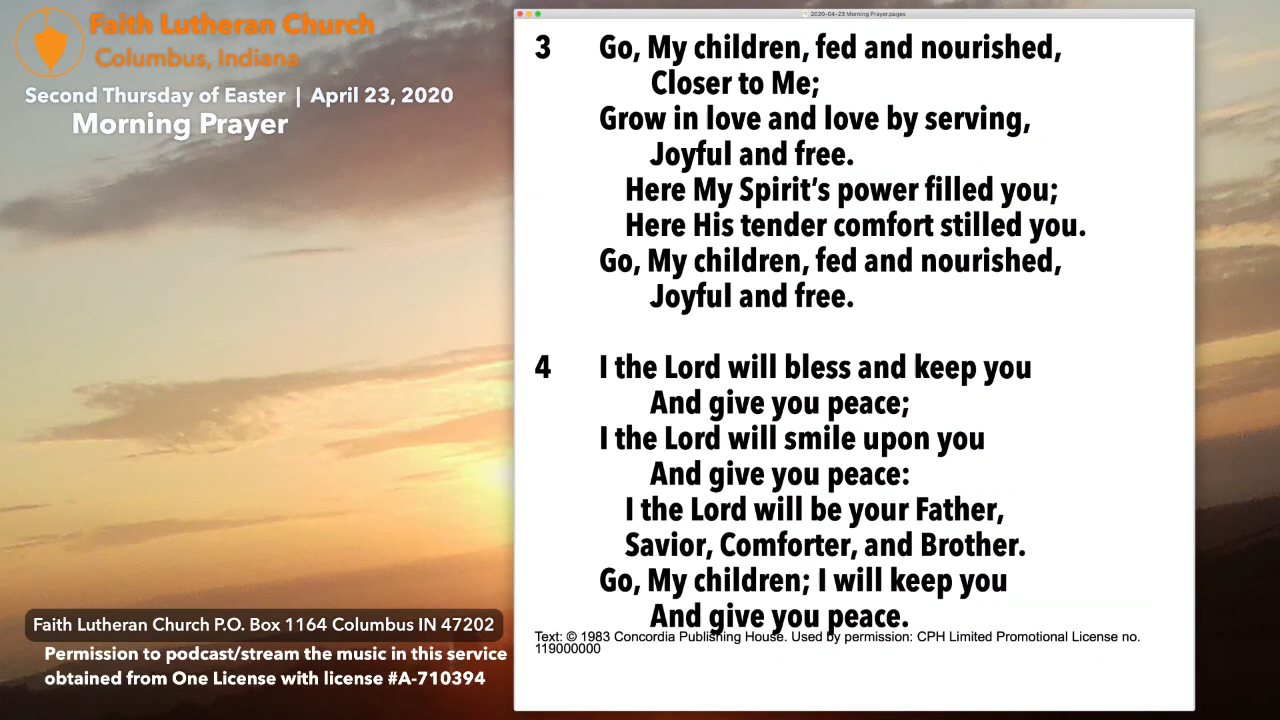 Faith Lutheran Church
Columbus, Indiana
Second Thursday of Easter | April 23, 2020
Morning Prayer
2020-04-23 Morning Prayer.pages
3 Go, My children, fed and nourished,
Closer to Me;
Grow in love and love by serving,
Joyful and free.
Here My Spirit’s power filled you;
Here His tender comfort stilled you.
Go, My children, fed and nourished,
Joyful and free.
4 I the Lord will bless and keep you
And give you peace;
I the Lord will smile upon you
And give you peace:
I the Lord will be your Father,
Savior, Comforter, and Brother.
Go, My children; I will keep you
And give you peace.
Text: © 1983 Concordia Publishing House. Used by permission: CPH Limited Promotional License no.
119000000
Faith Lutheran Church P.O. Box 1164 Columbus IN 47202
Permission to podcast/stream the music in this service
obtained from One License with license #A-710394